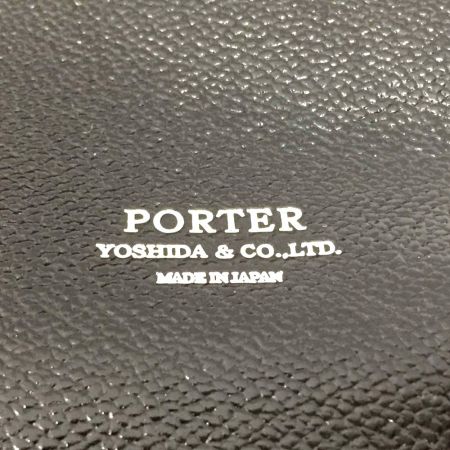 PORTER
YOSHIDA & CO.,LTD.
MADE IN JAPAN